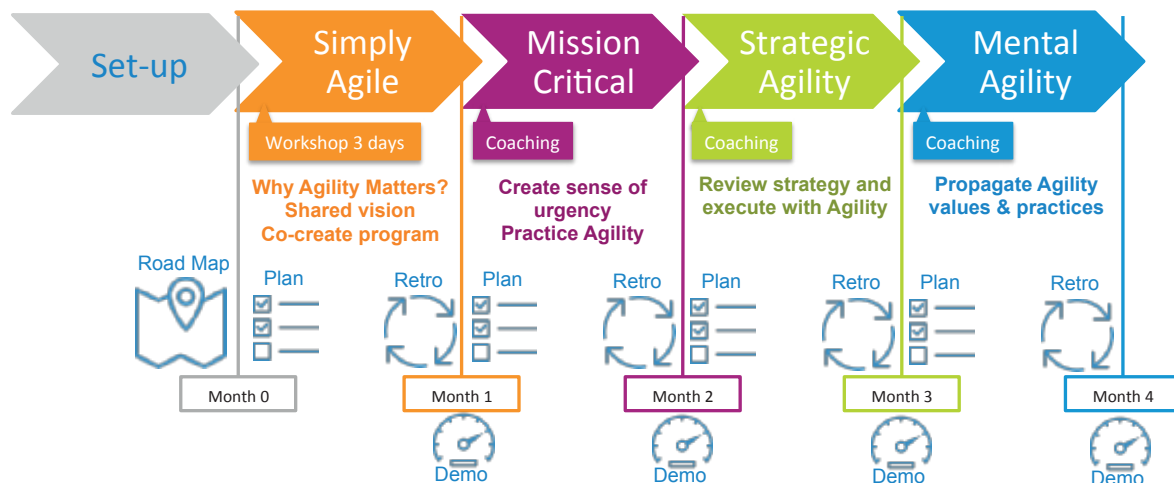 Set-up
Simply
Agile
Mission
Critical
Strategic
Agility
Mental
Agility
Workshop 3 days
Coaching
Coaching
Coaching
Why Agility Matters?
Shared vision
Co-create program
Create sense of
urgency
Practice Agility
Review strategy and
execute with Agility
Propagate Agility
values & practices
Road Map
Plan
Retro
Plan
Retro
Plan
Retro
Plan
Retro
Month 0
Month 1
Month 2
Month 3
Month 4
Demo
Demo
Demo
Demo